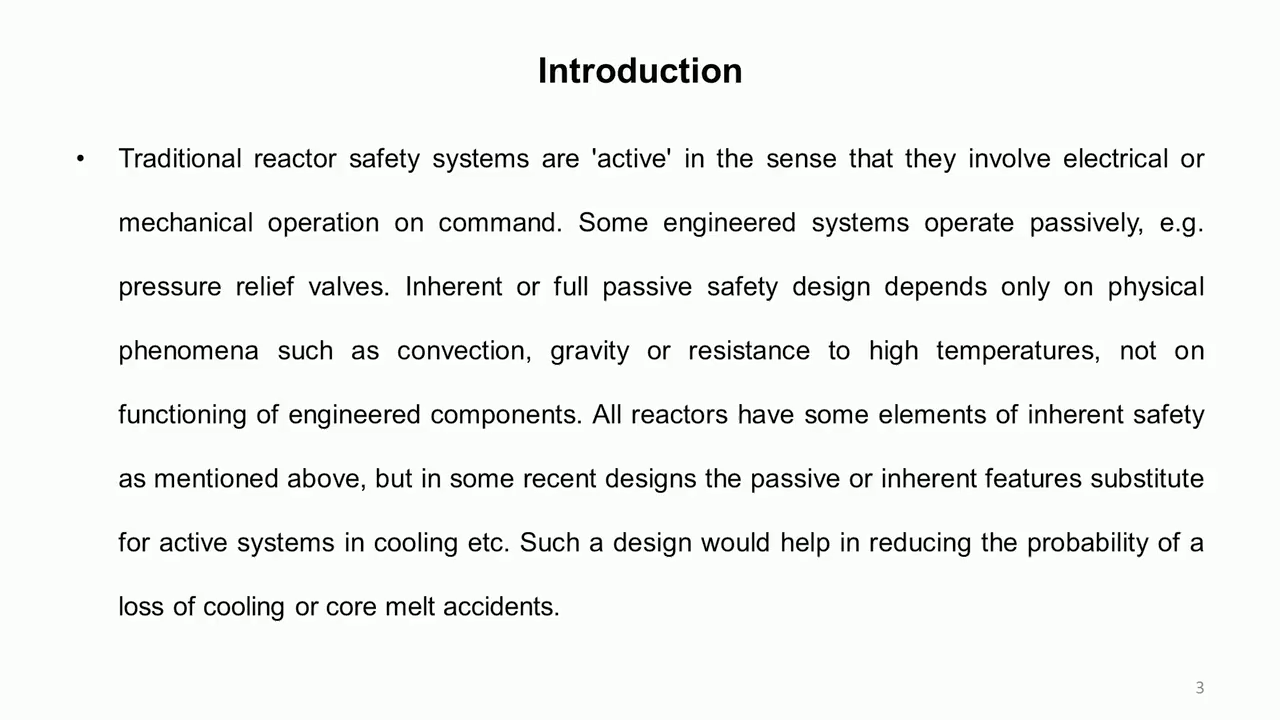 Introduction
• Traditional reactor safety systems are 'active' in the sense that they involve electrical or
mechanical operation on command. Some engineered systems operate passively, e.g.
pressure relief valves. Inherent or full passive safety design depends only on physical
phenomena such as convection, gravity or resistance to high temperatures, not on
functioning of engineered components. All reactors have some elements of inherent safety
as mentioned above, but in some recent designs the passive or inherent features substitute
for active systems in cooling etc. Such a design would help in reducing the probability of a
loss of cooling or core melt accidents.
3